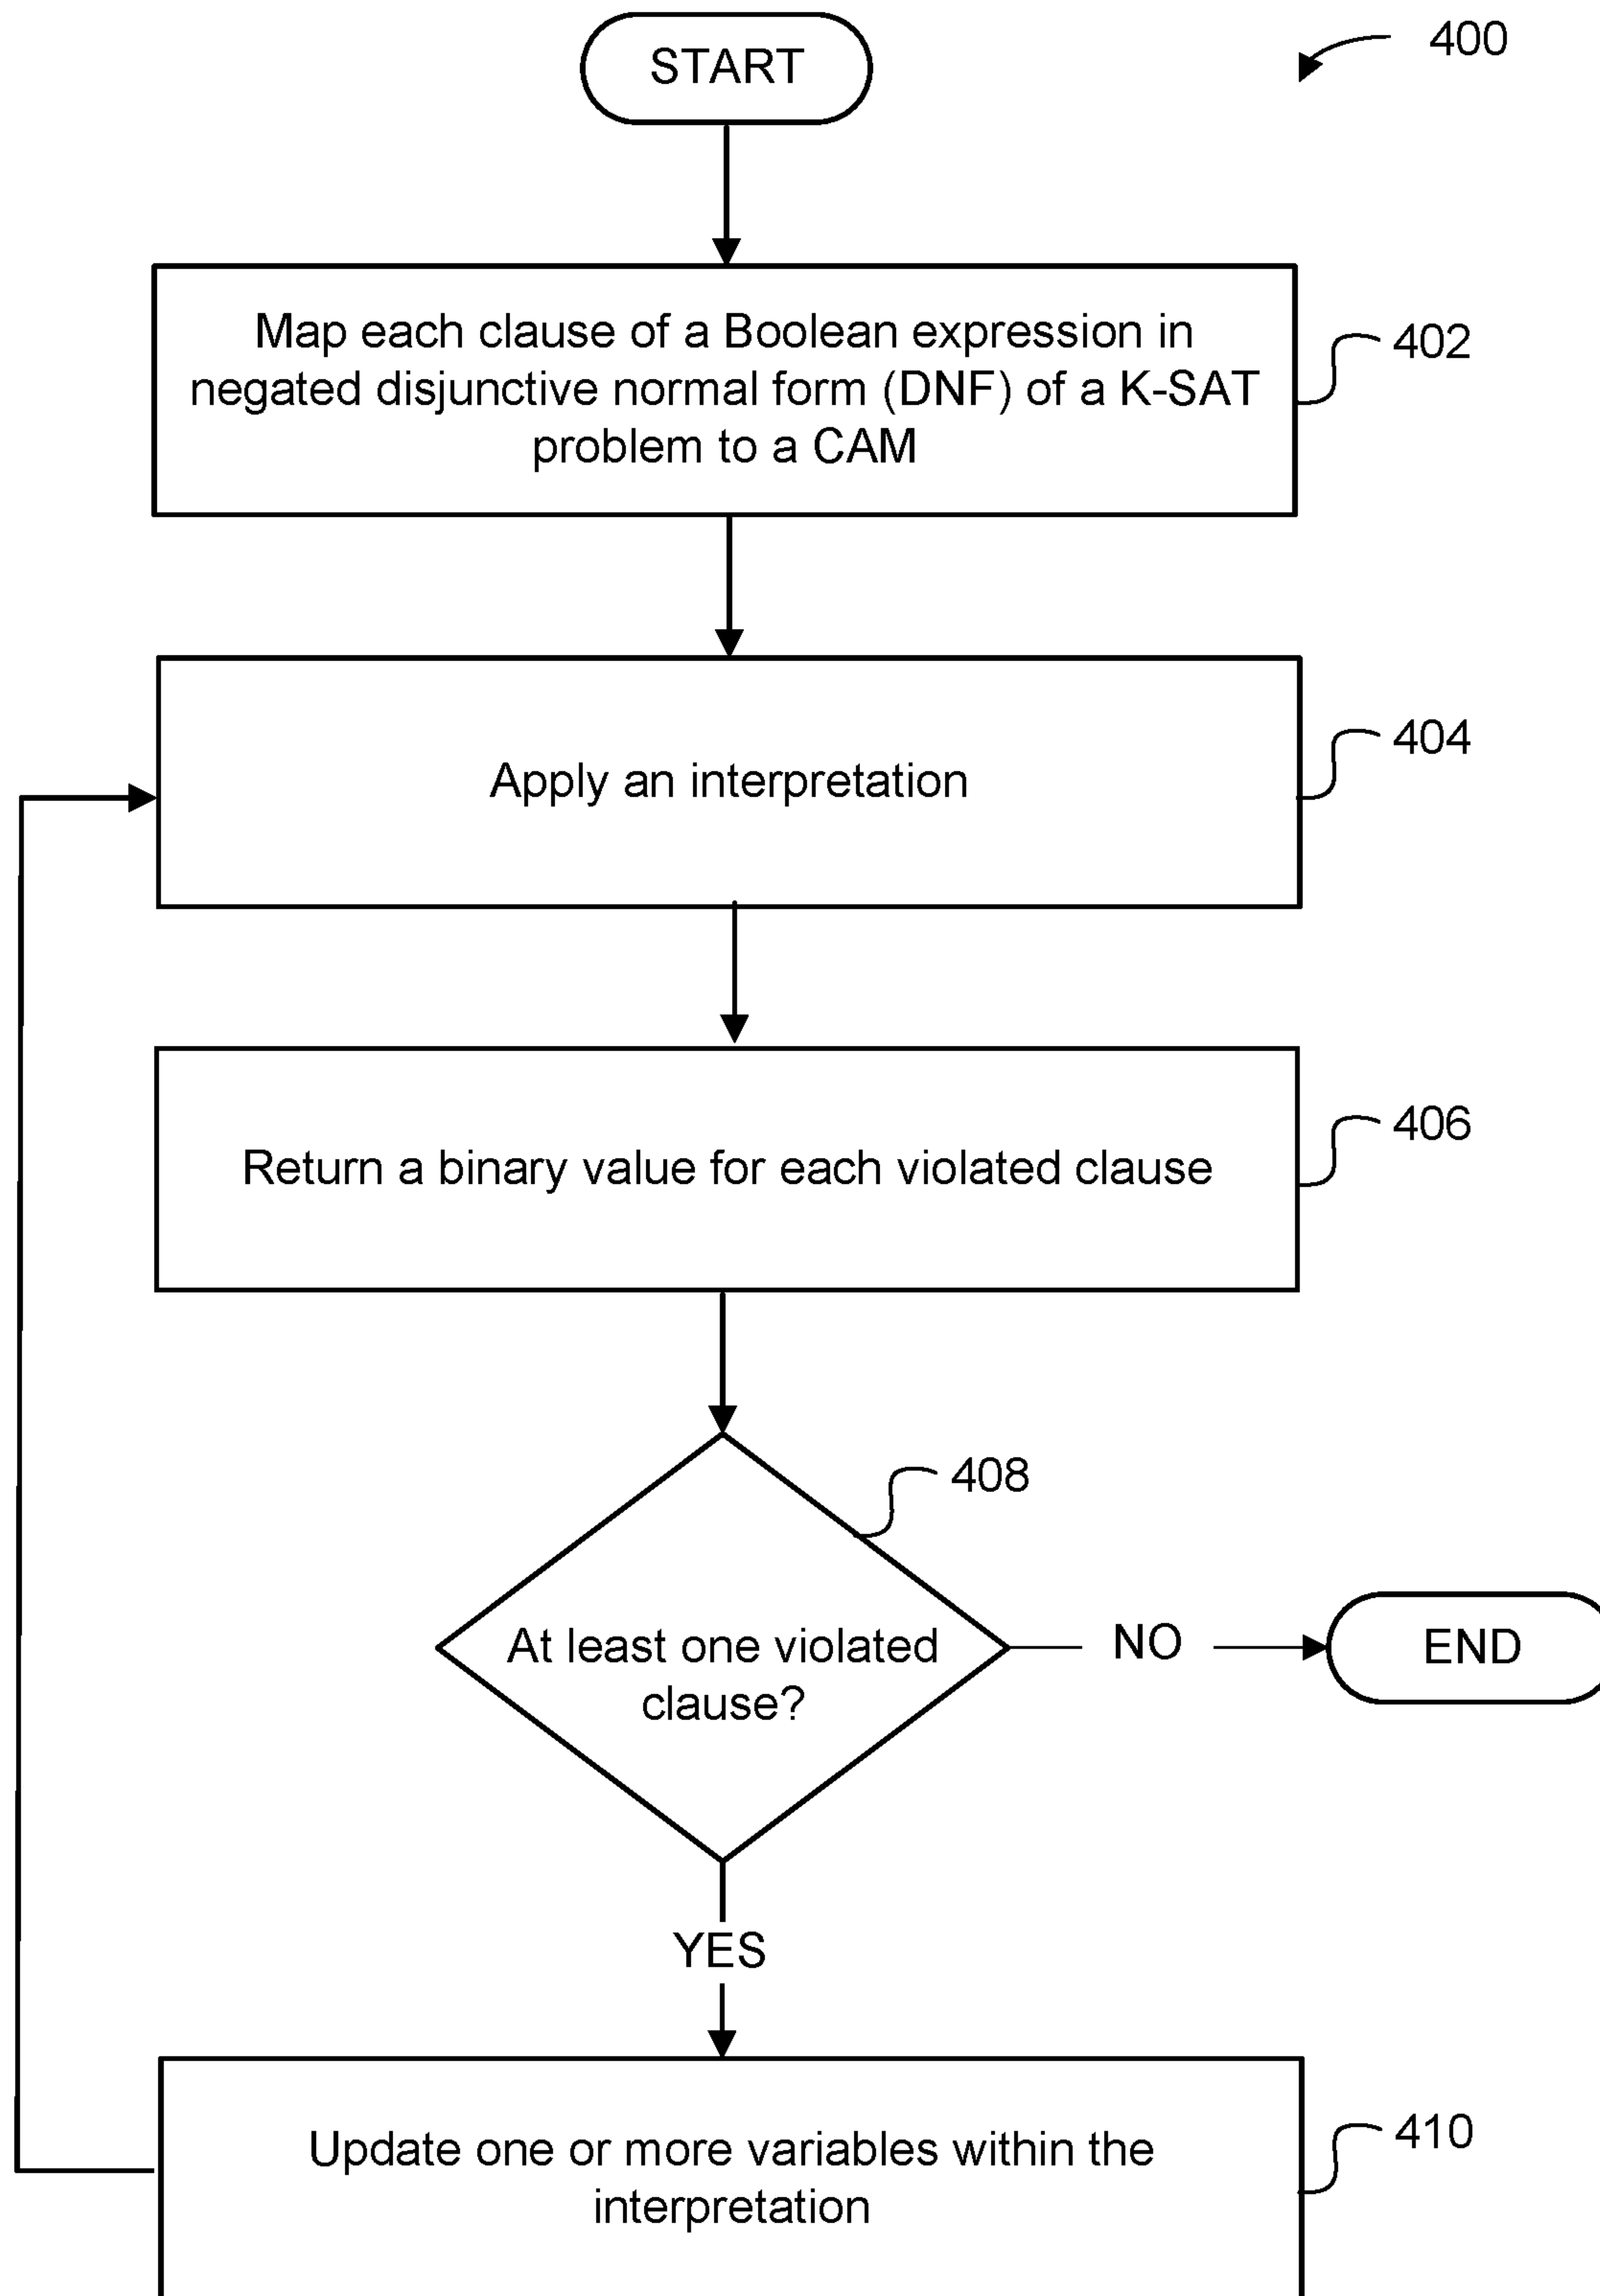 START
400
Map each clause of a Boolean expression in
negated disjunctive normal form (DNF) of a K-SAT
problem to a CAM
402
Apply an interpretation
404
Return a binary value for each violated clause
406
408
At least one violated
clause?
NO
END
YES
Update one or more variables within the
interpretation
410